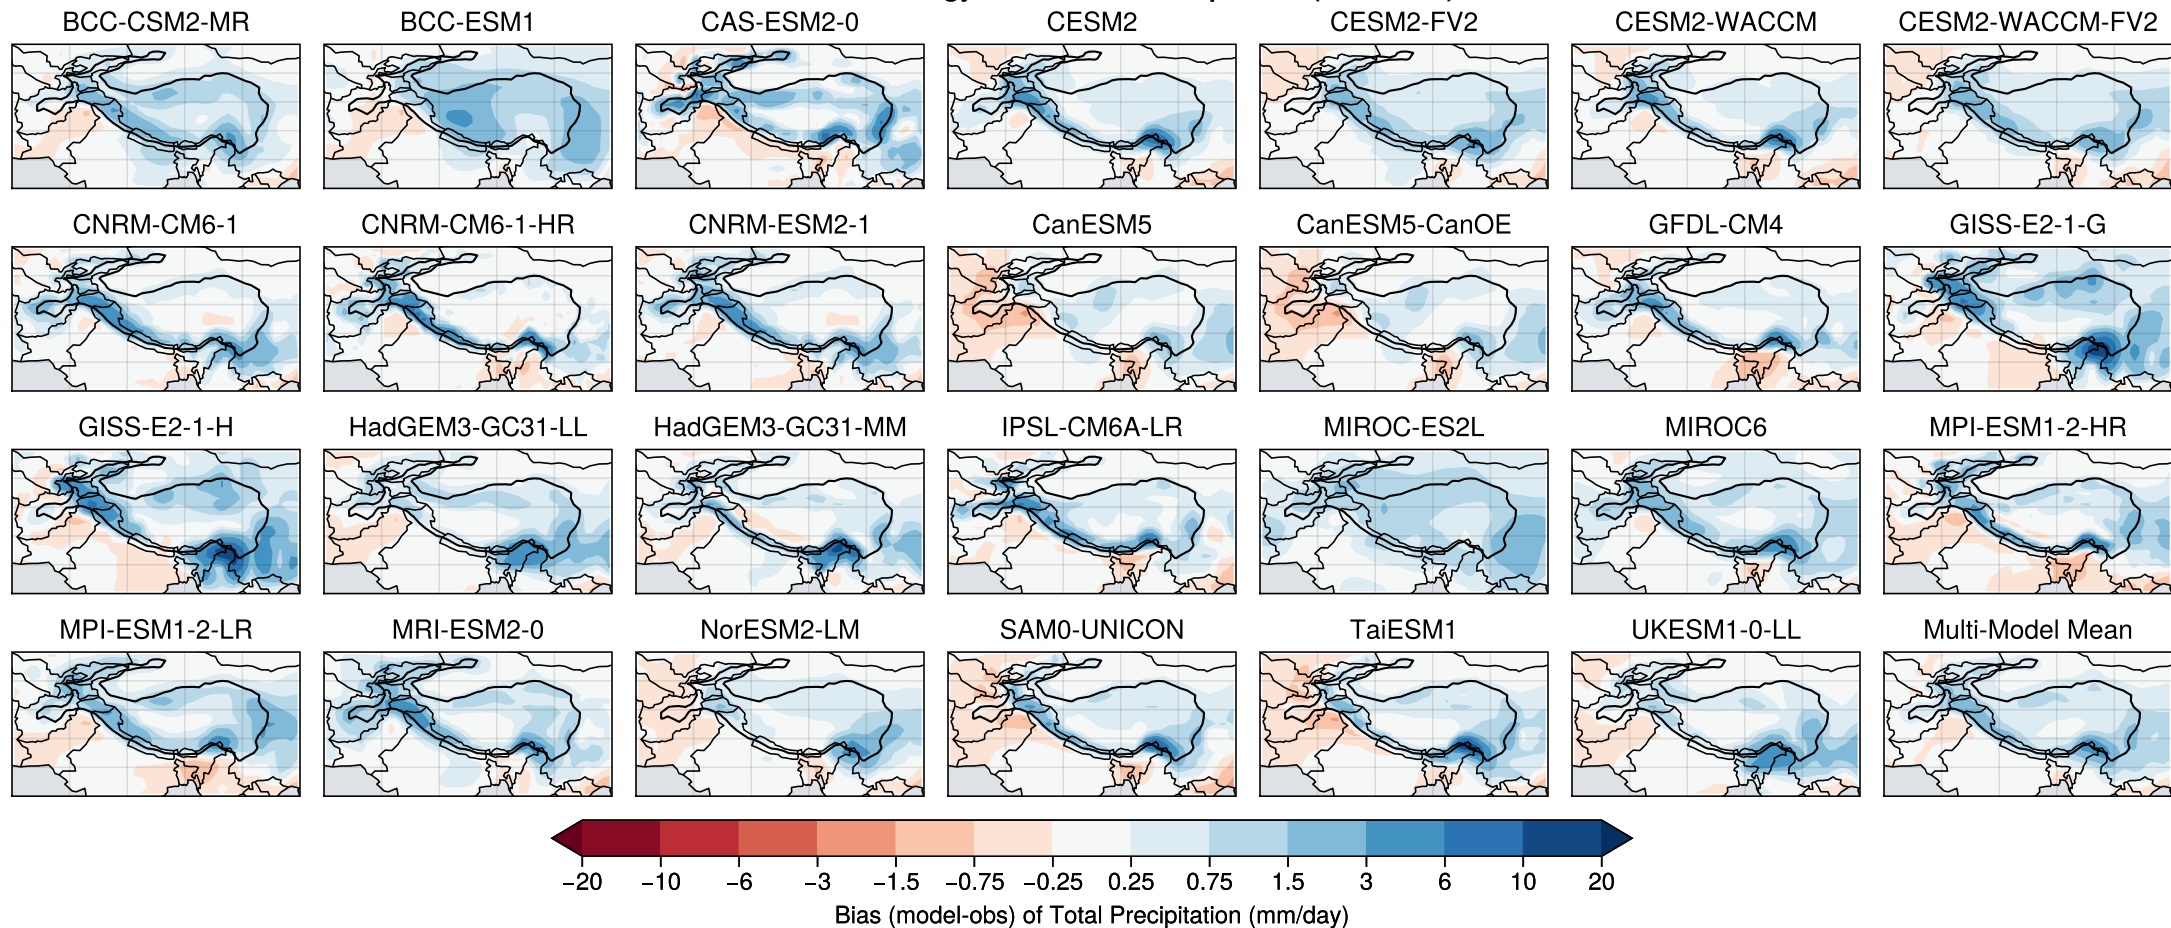 BCC-CSM2-MR BCC-ESM1 CAS-ESM2-0 CESM2 CESM2-FV2 CESM2-WACCM CESM2-WACCM-FV2
CNRM-CM6-1 CNRM-CM6-1-HR CNRM-ESM2-1 CanESM5 CanESM5-CanOE GFDL-CM4 GISS-E2-1-G
GISS-E2-1-H HadGEM3-GC31-LL HadGEM3-GC31-MM IPSL-CM6A-LR MIROC-ES2L MIROC6 MPI-ESM1-2-HR
MPI-ESM1-2-LR MRI-ESM2-0 NorESM2-LM SAM0-UNICON TaiESM1 UKESM1-0-LL Multi-Model Mean
−20 −10 −6 −3 −1.5 −0.75 −0.25 0.25 0.75 1.5 3 6 10 20
Bias (model-obs) of Total Precipitation (mm/day)